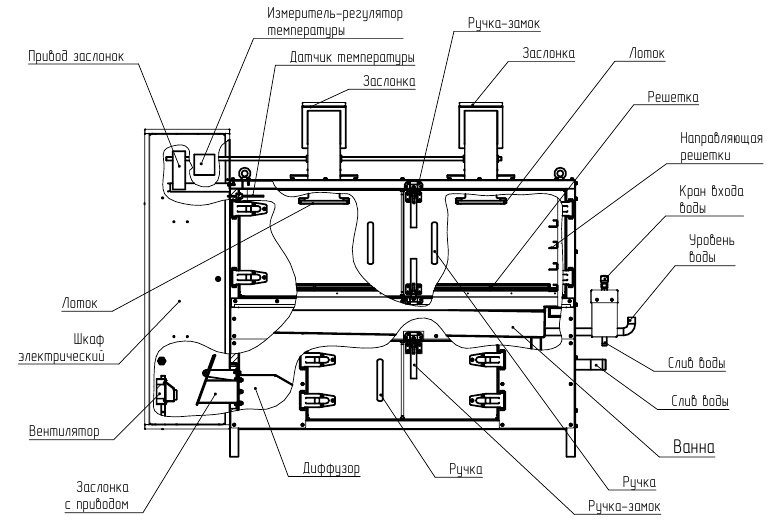 Измеритель-регулятор
температуры
Ручка-замок
Привод заслонок
Датчик температуры
Заслонка
Заслонка
Лоток
Решетка
Направляющая
решетки
Кран входа
воды
Уровень
воды
Лоток
Шкаф
электрический
Слив воды
Слив воды
Вентилятор
Ванна
Заслонка
с приводом
Диффузор
Ручка
Ручка
Ручка-замок